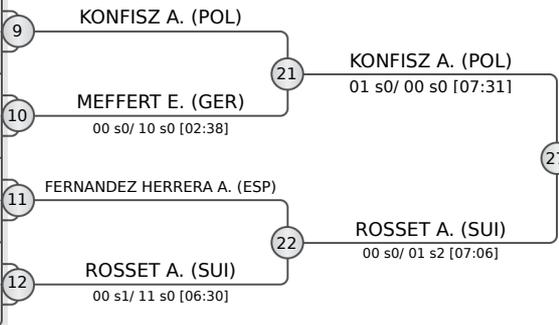 9
KONFISZ A. (POL)
21
KONFISZ A. (POL)
01 s0/ 00 s0 [07:31]
10
MEFFERT E. (GER)
00 s0/ 10 s0 [02:38]
11
FERNANDEZ HERRERA A. (ESP)
22
ROSSET A. (SUI)
00 s0/ 01 s2 [07:06]
12
ROSSET A. (SUI)
00 s1/ 11 s0 [06:30]